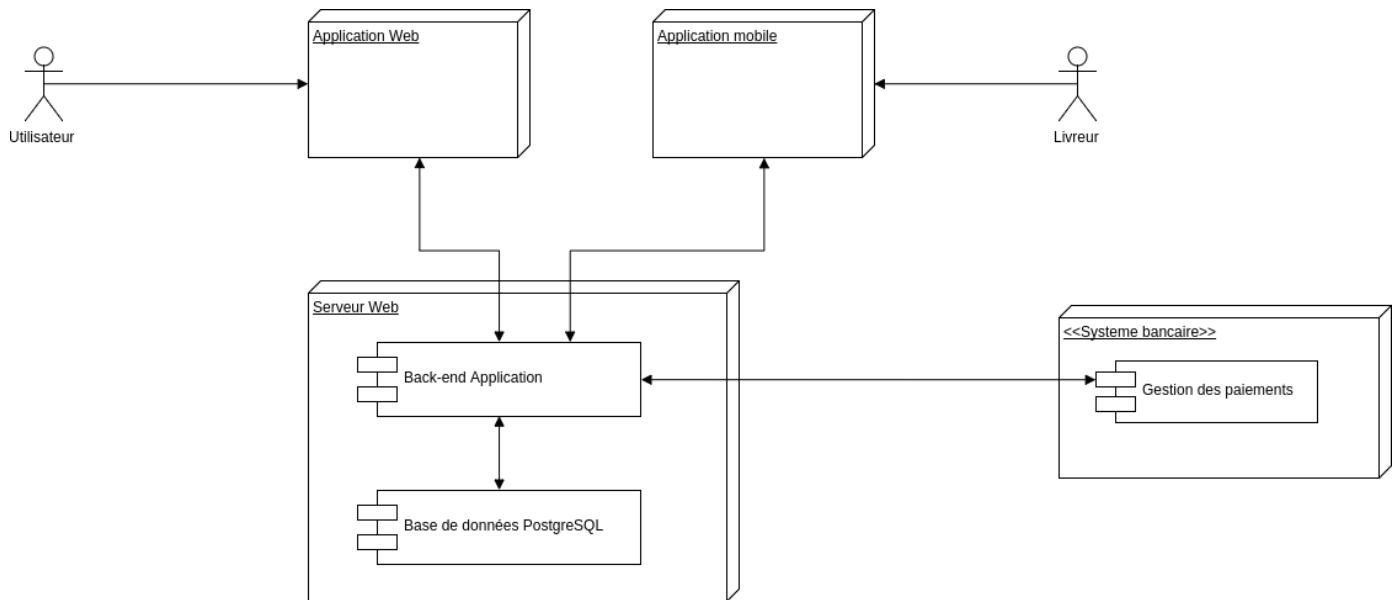 Application Web
Application mobile
Utilisateur
Livreur
Serveur Web
<<Systeme bancaire>>
Back-end Application
Gestion des paiements
Base de données PostgreSQL